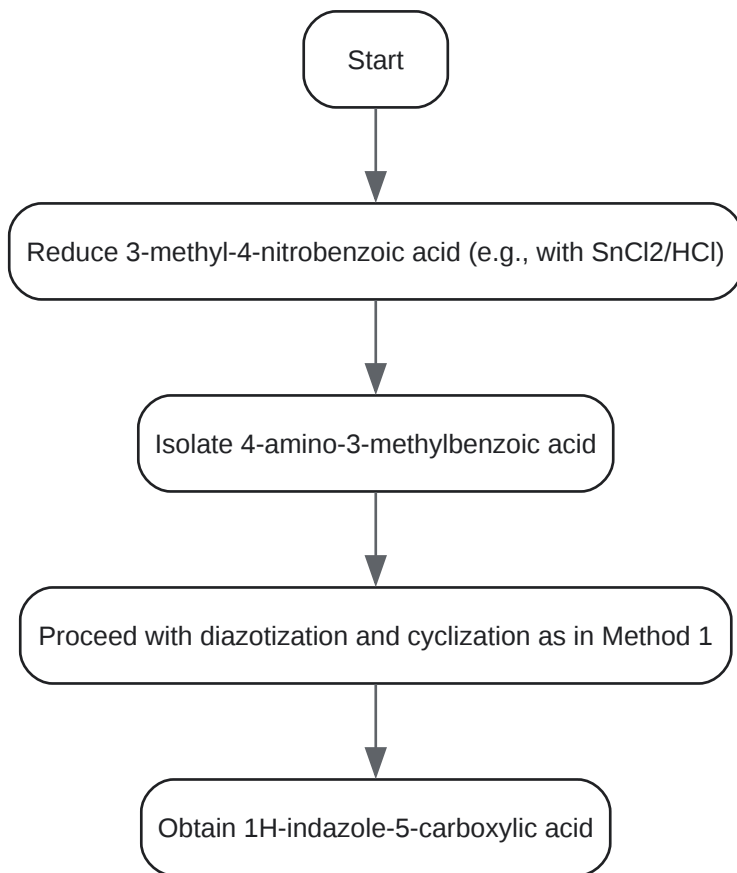 Start
Reduce 3-methyl-4-nitrobenzoic acid (e.g., with SnCl2/HCl)
Isolate 4-amino-3-methylbenzoic acid
Proceed with diazotization and cyclization as in Method 1
Obtain 1H-indazole-5-carboxylic acid